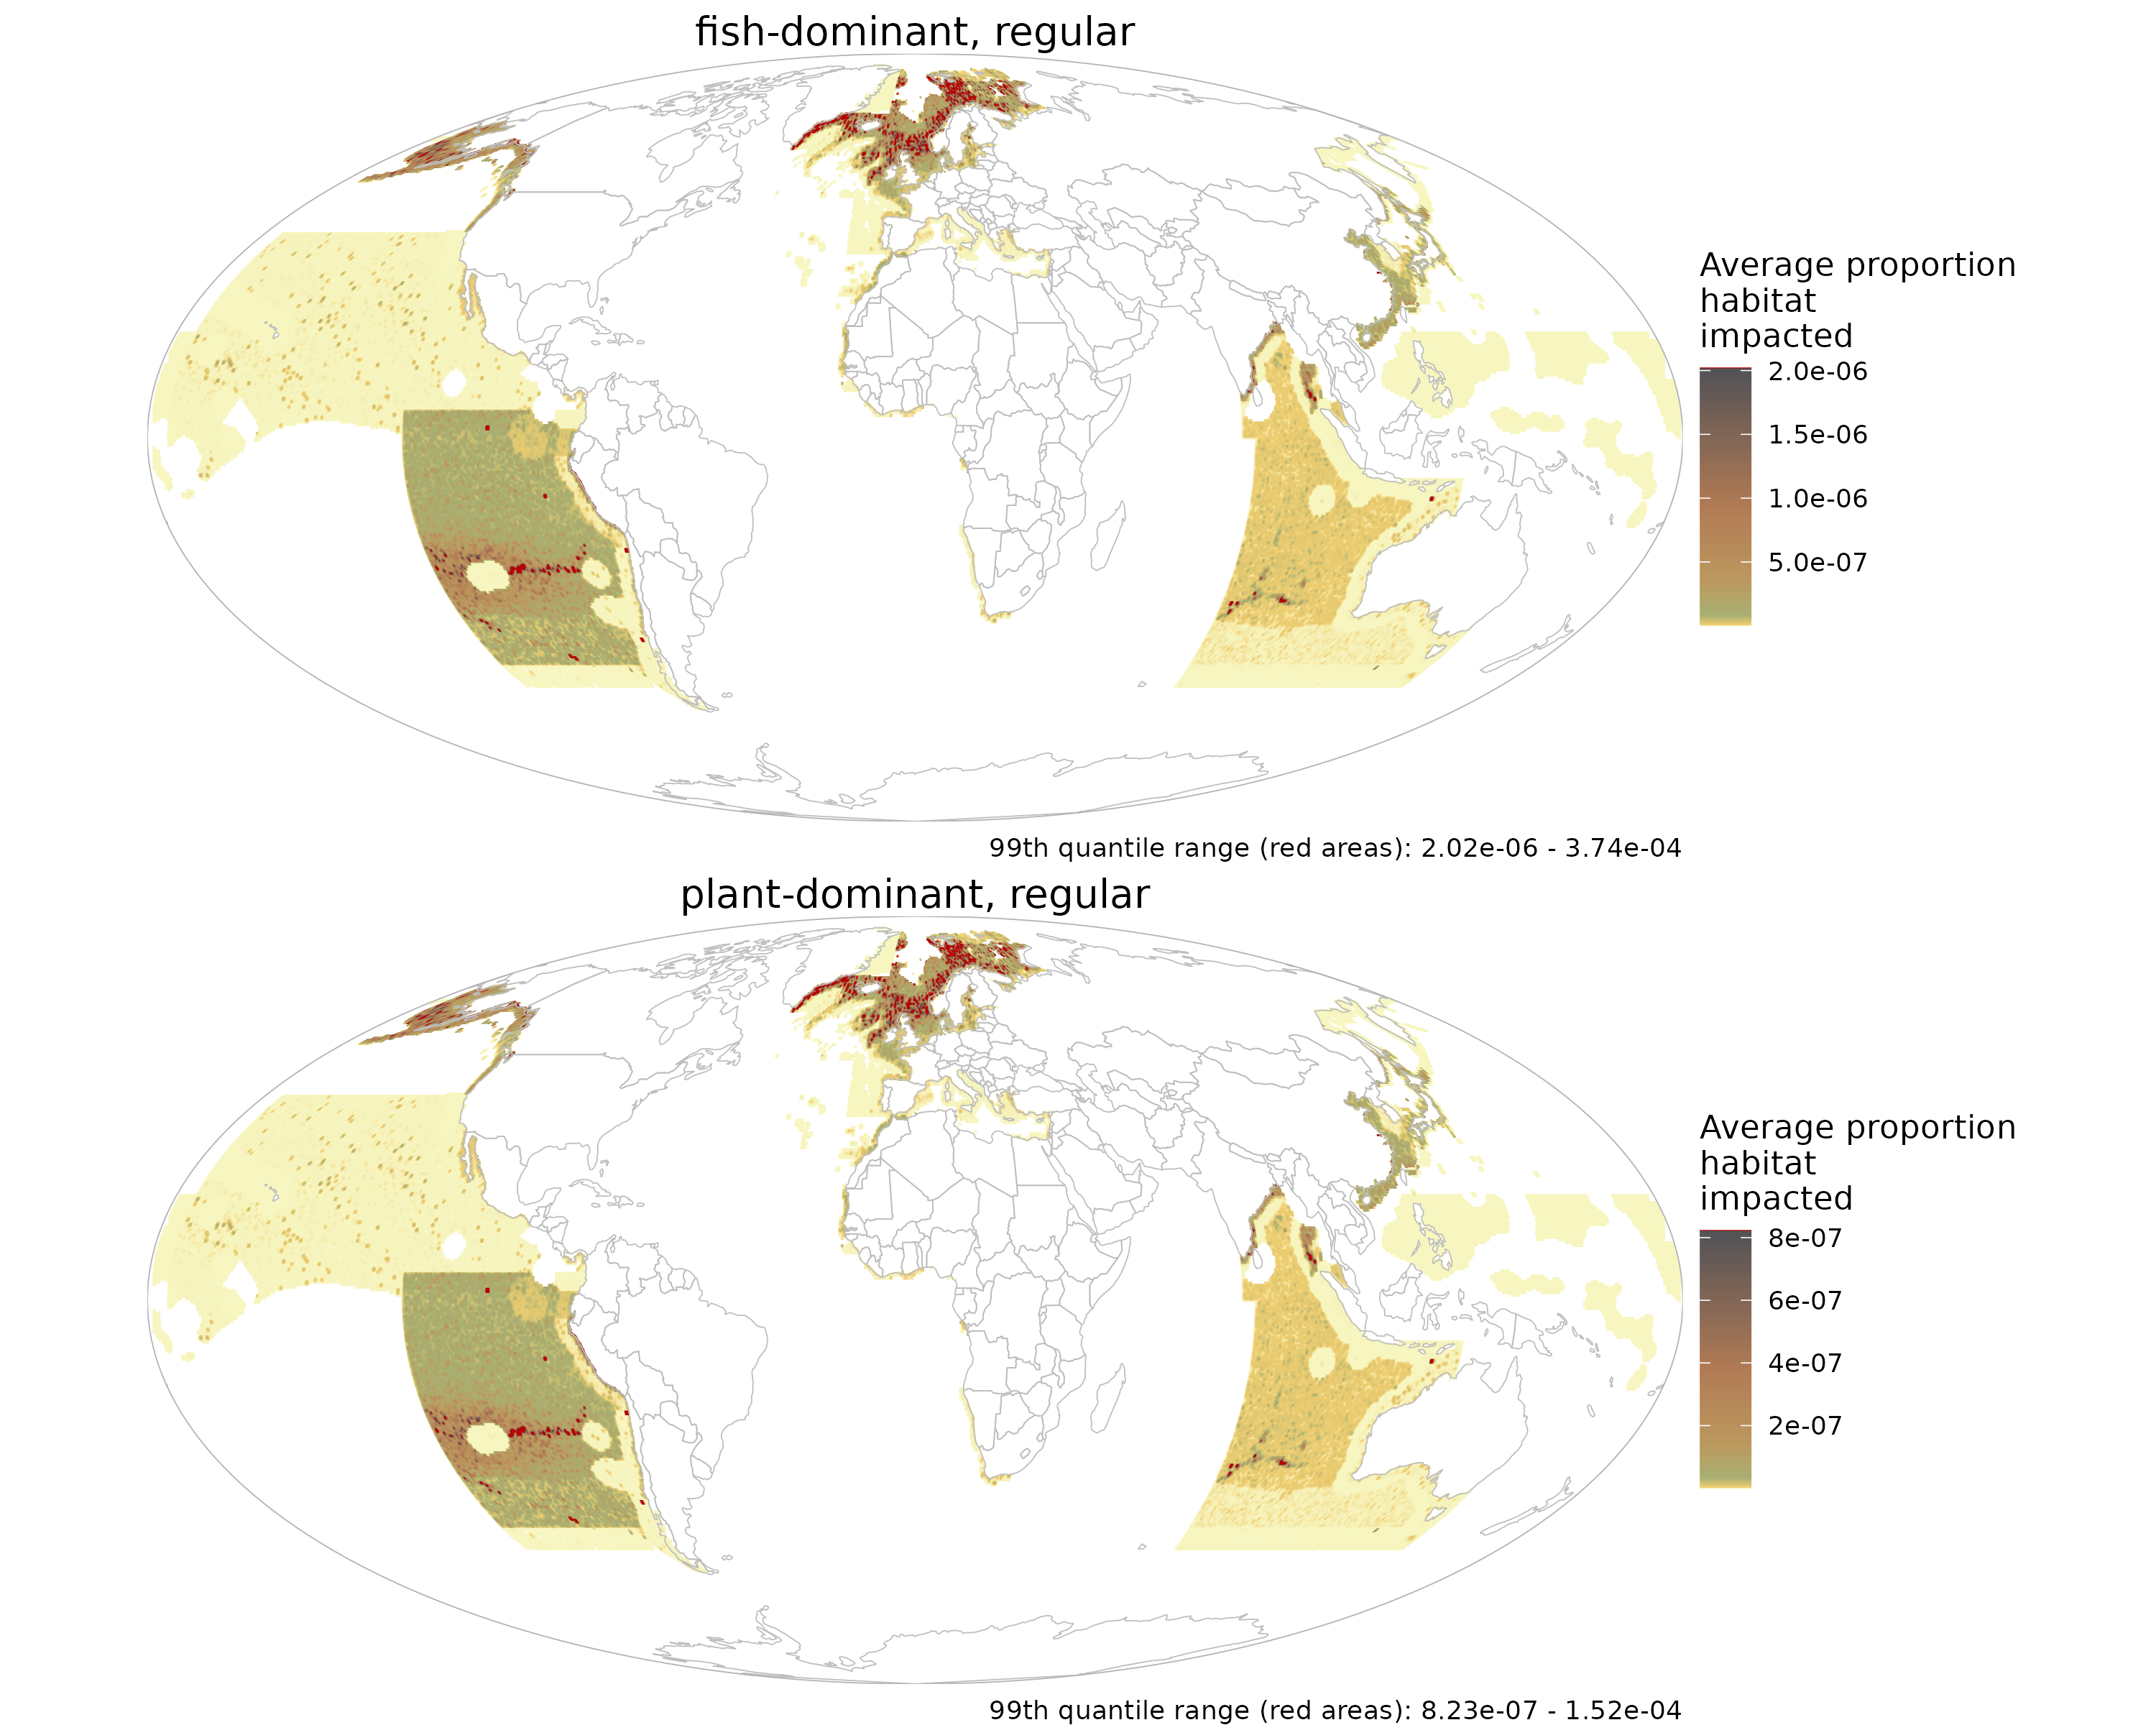 fish-dominant, regular
Average proportion
habitat
impacted
2.0e-06
1.5e-06
1.0e-06
5.0e-07
99th quantile range (red areas): 2.02e-06 - 3.74e-04
plant-dominant, regular
Average proportion
habitat
impacted
8e-07
6e-07
4e-07
2e-07
99th quantile range (red areas): 8.23e-07 - 1.52e-04